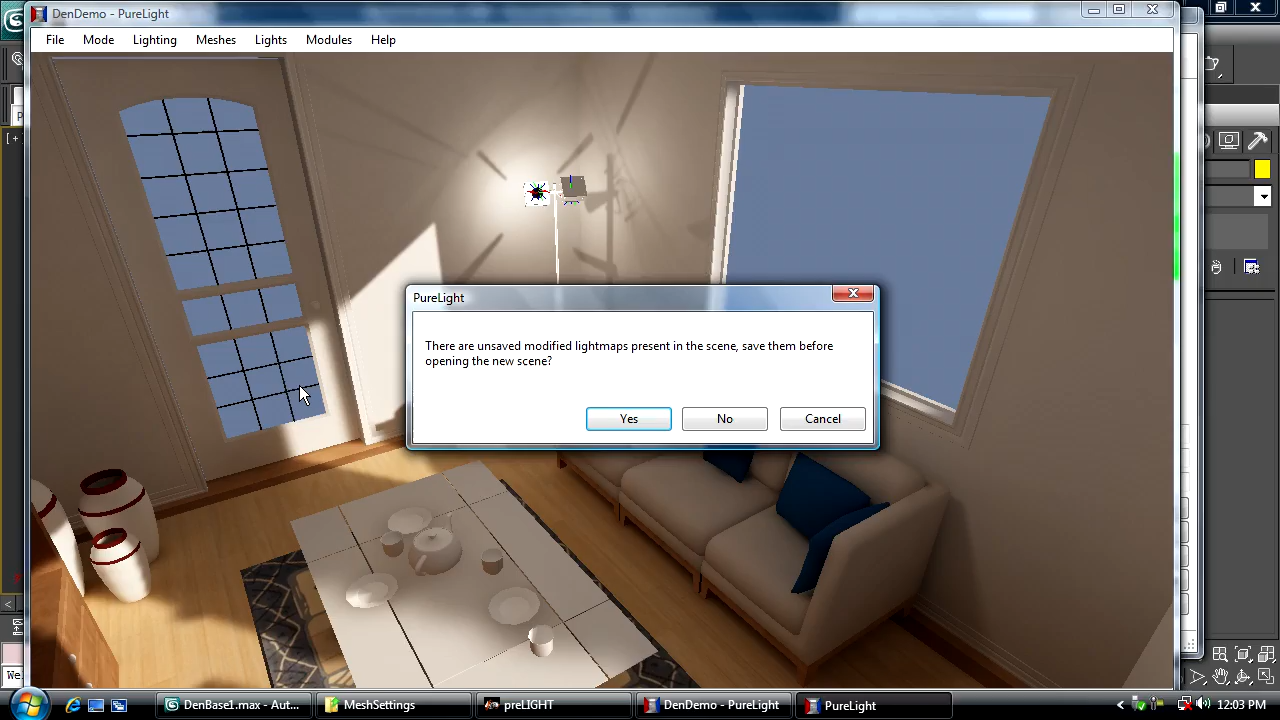 DenDemo - PureLight
File Mode Lighting Meshes Lights Modules Help
PureLight
There are unsaved modified lightmaps present in the scene, save them before
opening the new scene?
Yes No Cancel
DenBase1.max - Aut... MeshSettings preLIGHT DenDemo - PureLight PureLight 12:03 PM